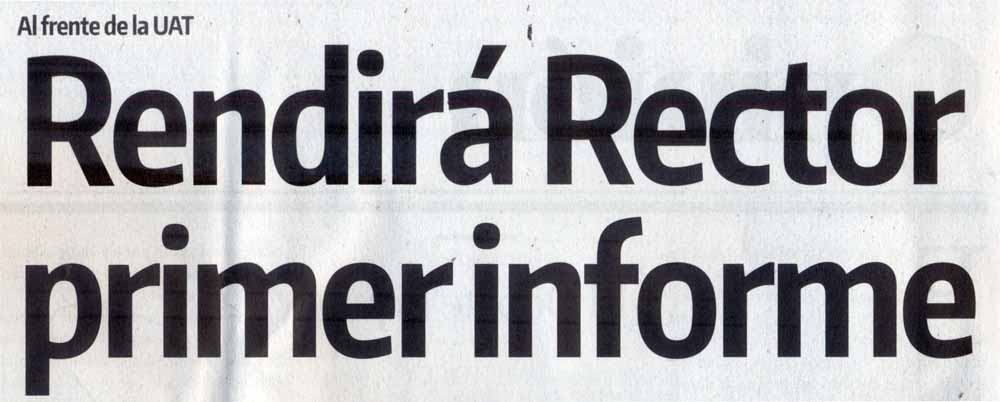 Al frente de la UAT
Rendirá Rector
primer informe